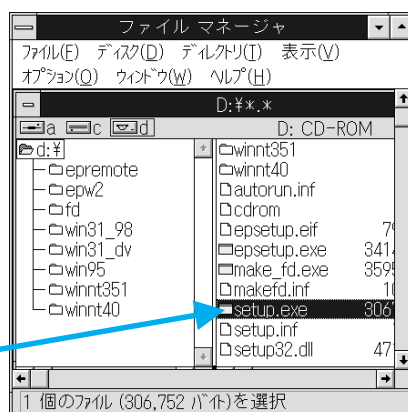 ファイル マネージャ
ファイル(F) ディスク(D) ディレクトリ(T) 表示(V)
オプション(O) ウィンドウ(W) ヘルプ(H)
D:¥*.*
a c d D: CD-ROM
d:¥
epremote
epw2
fd
win31_98
win31_dv
win95
winnt351
winnt40
winnt351
winnt40
autorun.inf
cdrom
epsetup.eif
epsetup.exe 341
make_fd.exe 359
makefd.inf
setup.exe 306
setup.inf
setup32.dll 47
1 個のファイル (306,752 バイト)を選択